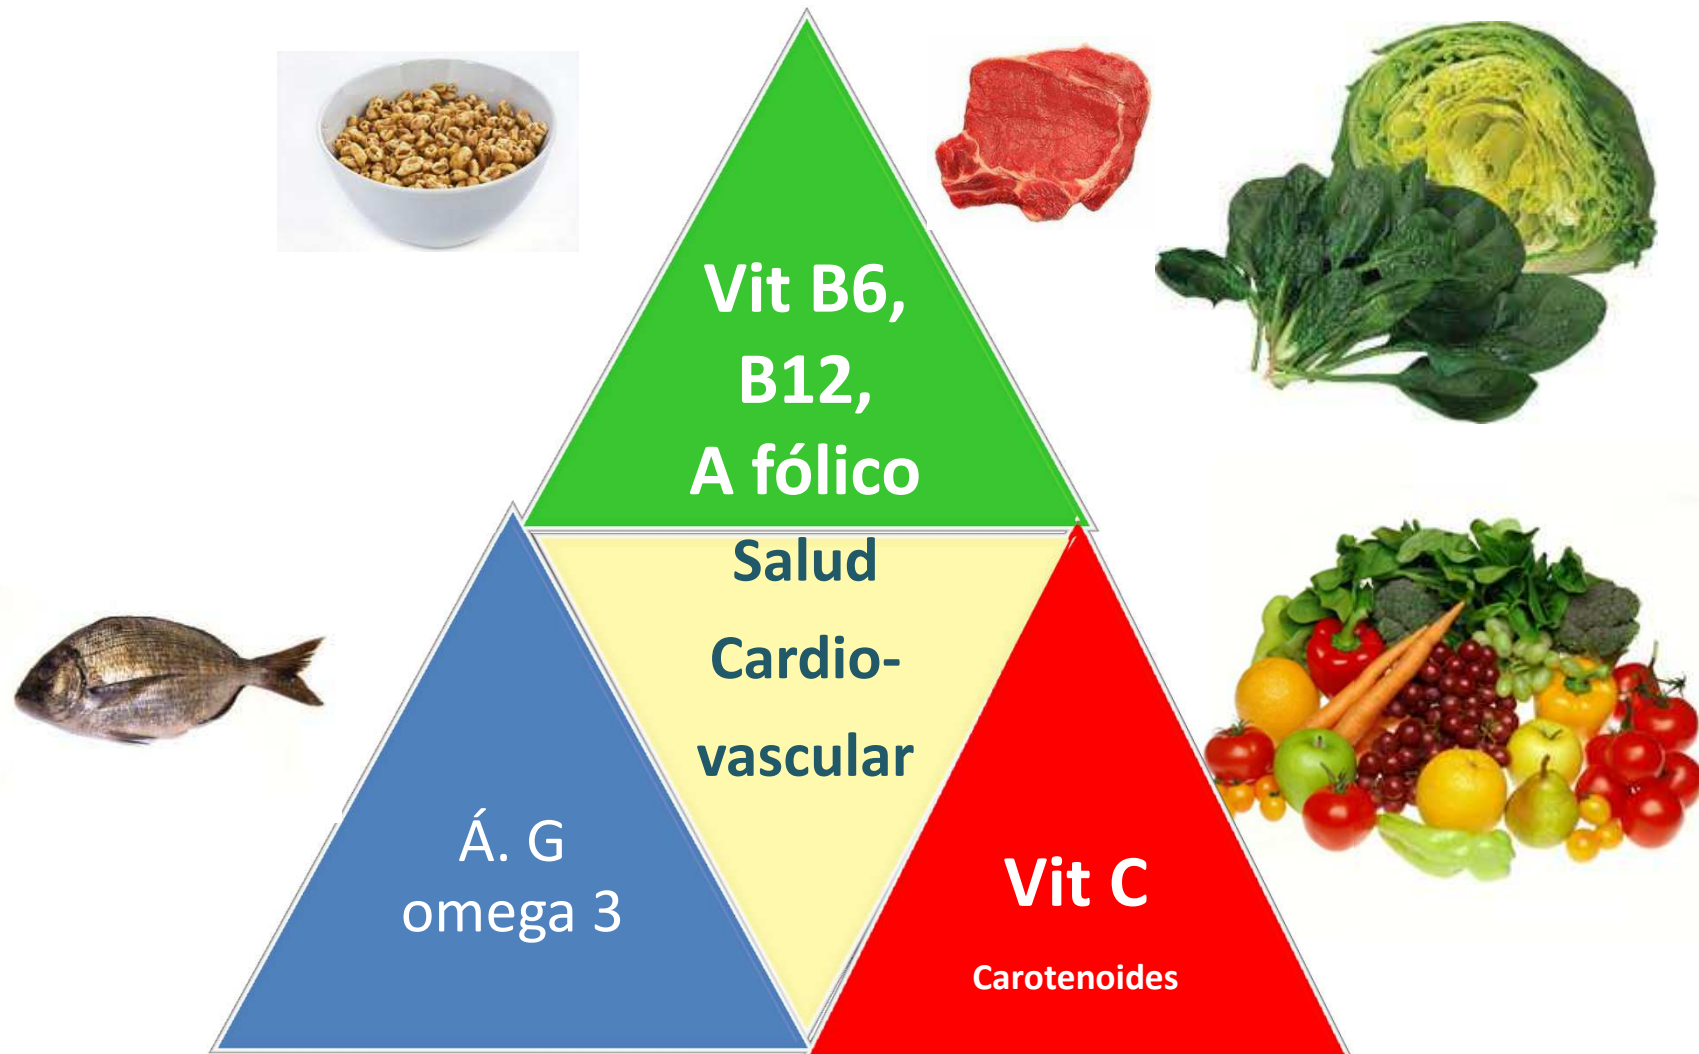 Vit B6,
B12,
A fólico
Salud
Cardio-
vascular
Á. G
omega 3
Vit C
Carotenoides